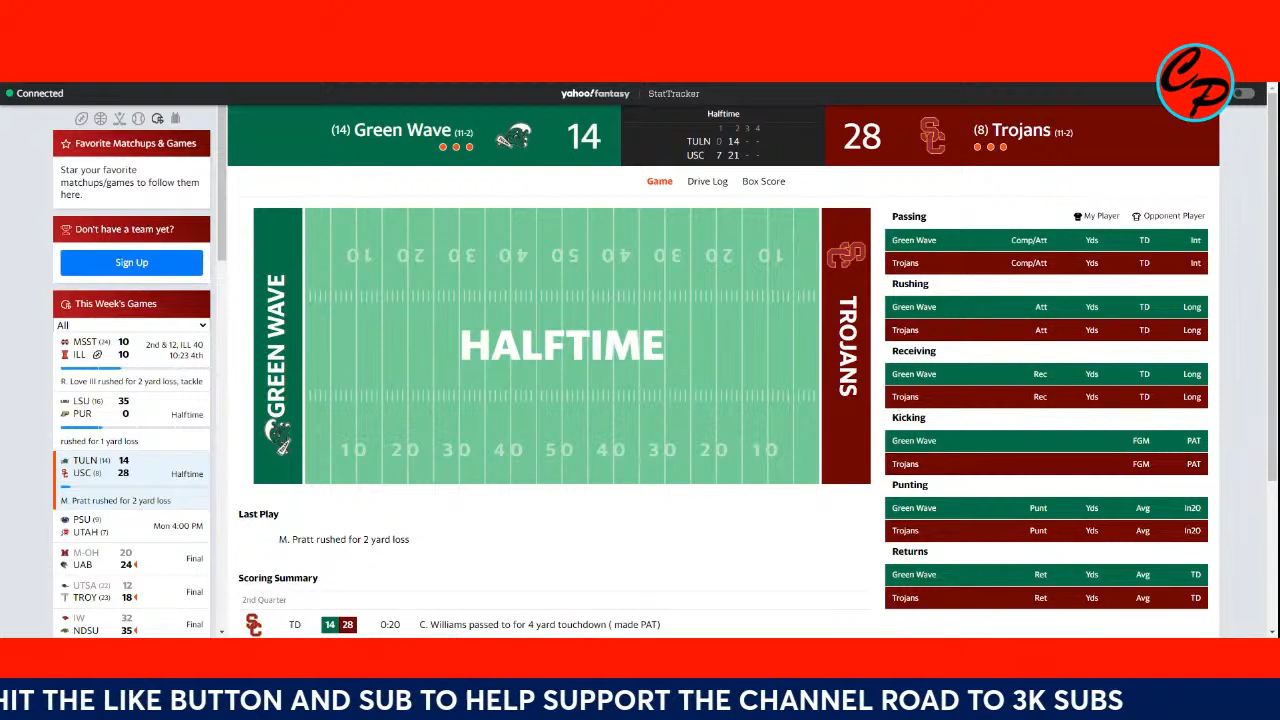 CP
Connected
yahoo!fantasy | StatTracker
(14) Green Wave (11-2) 14
Halftime
1 2 3 4
TULN 0 14 - -
USC 7 21 - -
28 SC (8) Trojans (11-2)
Favorite Matchups & Games
Star your favorite
matchups/games to follow them
here.
Don't have a team yet?
Sign Up
This Week's Games
All
MSST (24) 10
ILL 10
2nd & 12, ILL 40
10:23 4th
R. Love III rushed for 2 yard loss, tackle
LSU (16) 35
PUR 0
Halftime
rushed for 1 yard loss
TULN (14) 14
USC (8) 28
Halftime
M. Pratt rushed for 2 yard loss
PSU (9)
UTAH (7)
Mon 4:00 PM
M-OH 20
UAB 24
Final
UTSA (22) 12
TROY (23) 18
Final
IW 32
NDSU 35
Final
Game Drive Log Box Score
10 20 30 40 50 40 30 20 10
GREEN WAVE
HALFTIME
SC TROJANS
10 20 30 40 50 40 30 20 10
Last Play
M. Pratt rushed for 2 yard loss
Scoring Summary
2nd Quarter
SC TD 14 28 0:20 C. Williams passed to for 4 yard touchdown ( made PAT)
Passing My Player Opponent Player
Green Wave Comp/Att Yds TD Int
Trojans Comp/Att Yds TD Int
Rushing
Green Wave Att Yds TD Long
Trojans Att Yds TD Long
Receiving
Green Wave Rec Yds TD Long
Trojans Rec Yds TD Long
Kicking
Green Wave FGM PAT
Trojans FGM PAT
Punting
Green Wave Punt Yds Avg In20
Trojans Punt Yds Avg In20
Returns
Green Wave Ret Yds Avg TD
Trojans Ret Yds Avg TD
HIT THE LIKE BUTTON AND SUB TO HELP SUPPORT THE CHANNEL ROAD TO 3K SUBS